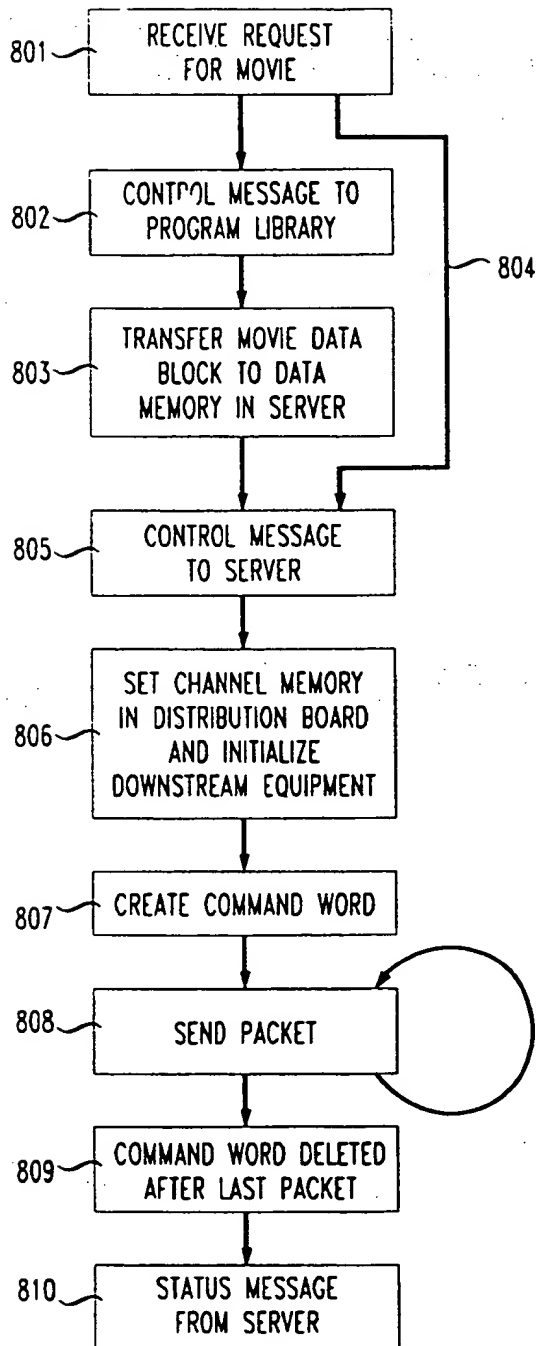 801
RECEIVE REQUEST
FOR MOVIE
802
CONTROL MESSAGE TO
PROGRAM LIBRARY
804
803
TRANSFER MOVIE DATA
BLOCK TO DATA
MEMORY IN SERVER
805
CONTROL MESSAGE
TO SERVER
806
SET CHANNEL MEMORY
IN DISTRIBUTION BOARD
AND INITIALIZE
DOWNSTREAM EQUIPMENT
807
CREATE COMMAND WORD
808
SEND PACKET
809
COMMAND WORD DELETED
AFTER LAST PACKET
810
STATUS MESSAGE
FROM SERVER